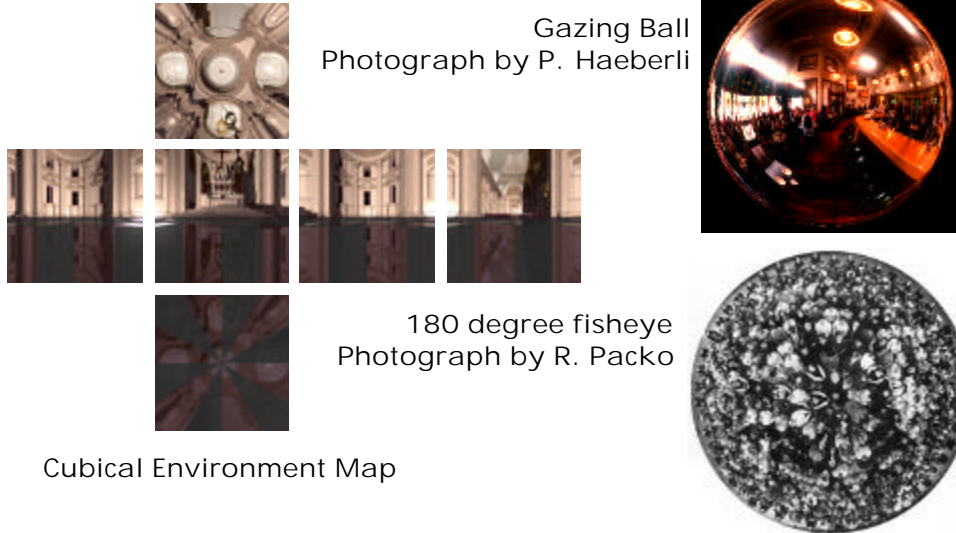 Gazing Ball
Photograph by P. Haeberli
180 degree fisheye
Photograph by R. Packo
Cubical Environment Map